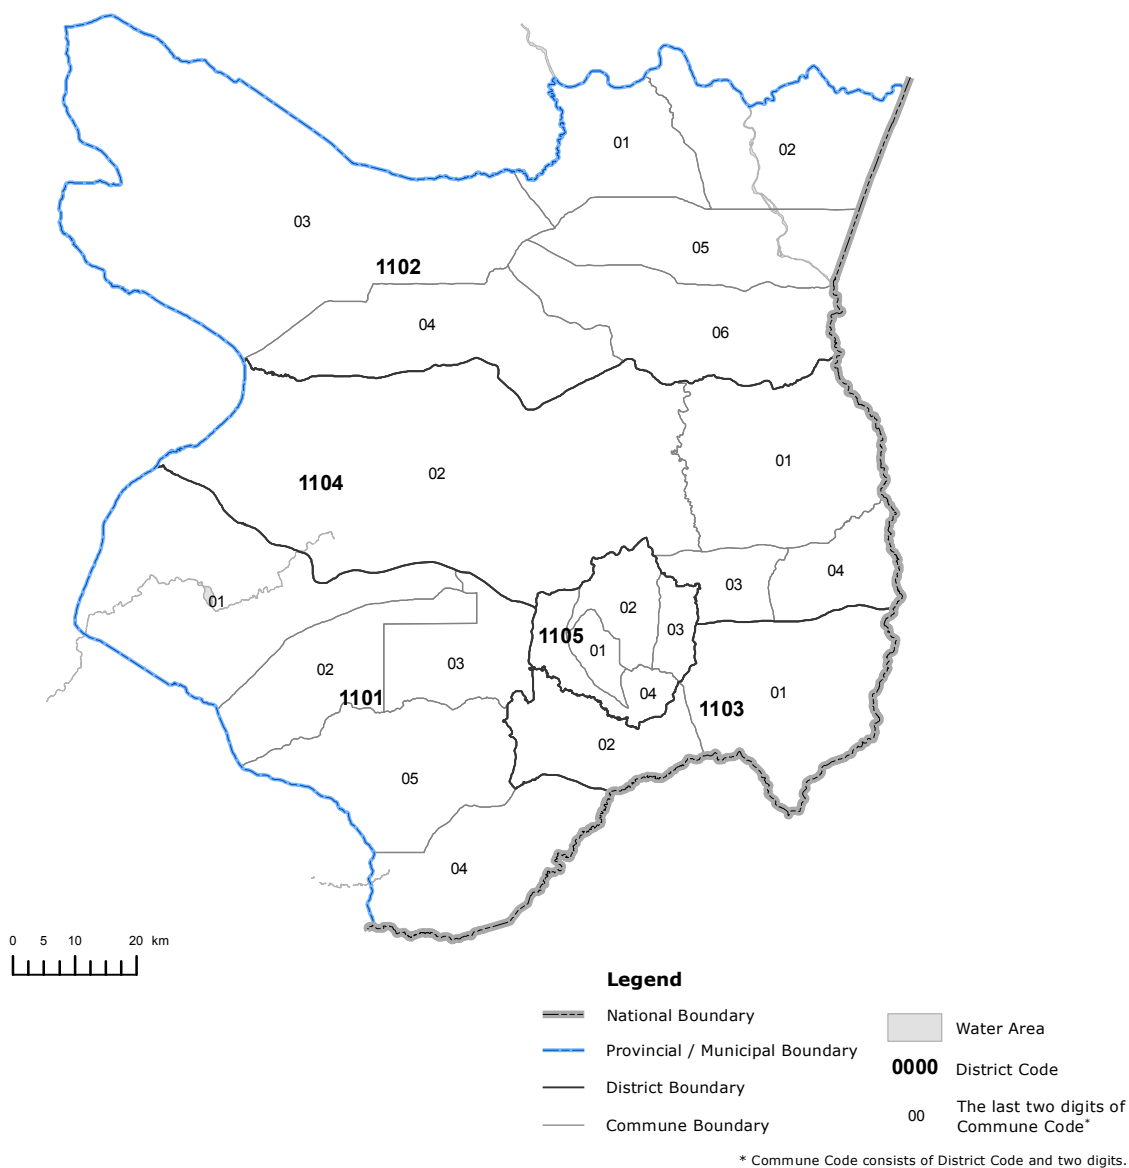 01
02
03
05
1102
04
06
01
02
1104
04
03
01
02
1105
03
01
02
03
04
01
1101
1103
02
05
04
0 5 10 20 km
Legend
National Boundary
Provincial / Municipal Boundary
District Boundary
Commune Boundary
Water Area
0000 District Code
00 The last two digits of
Commune Code*
* Commune Code consists of District Code and two digits.